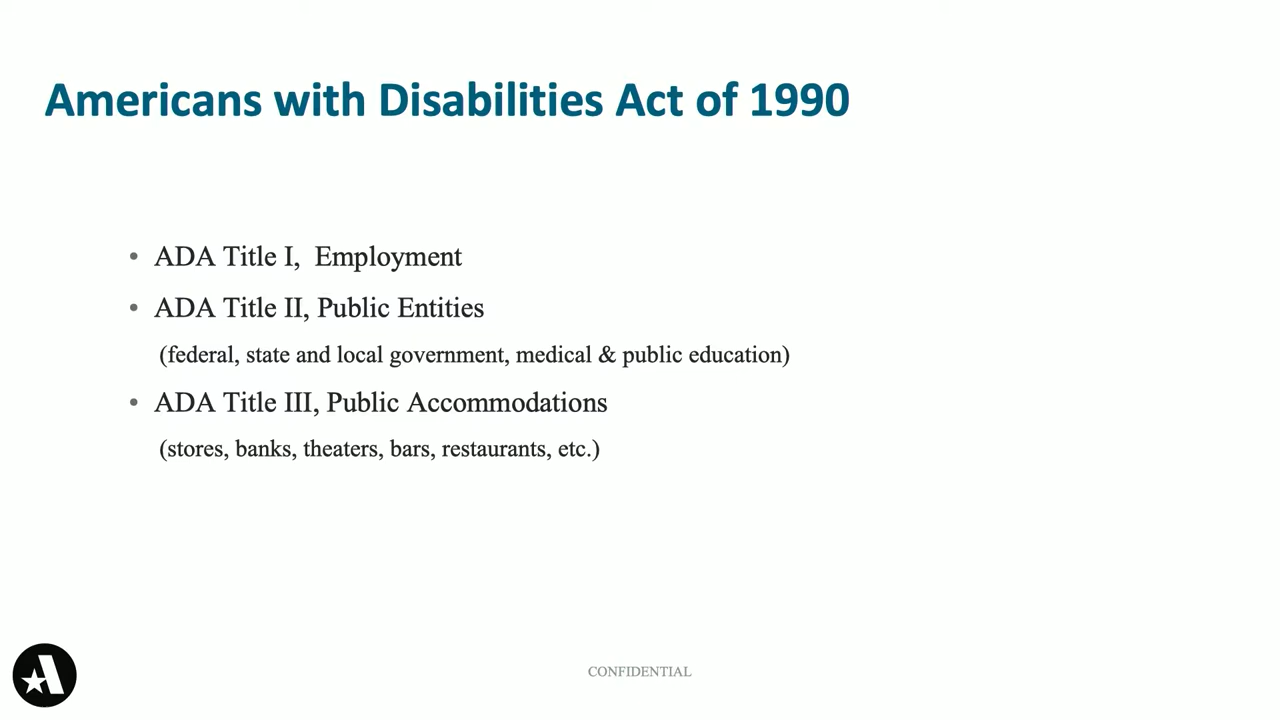 Americans with Disabilities Act of 1990
• ADA Title I,  Employment
• ADA Title II, Public Entities
(federal, state and local government, medical & public education)
• ADA Title III, Public Accommodations
(stores, banks, theaters, bars, restaurants, etc.)
CONFIDENTIAL